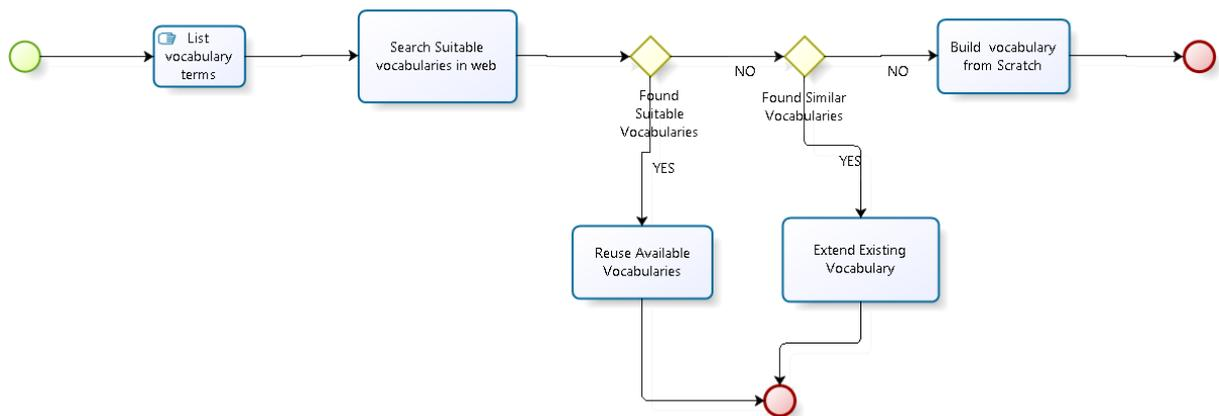 List
vocabulary
terms
Search Suitable
vocabularies in web
Found
Suitable
Vocabularies
NO
YES
Found Similar
Vocabularies
NO
YES
Build vocabulary
from Scratch
Reuse Available
Vocabularies
Extend Existing
Vocabulary